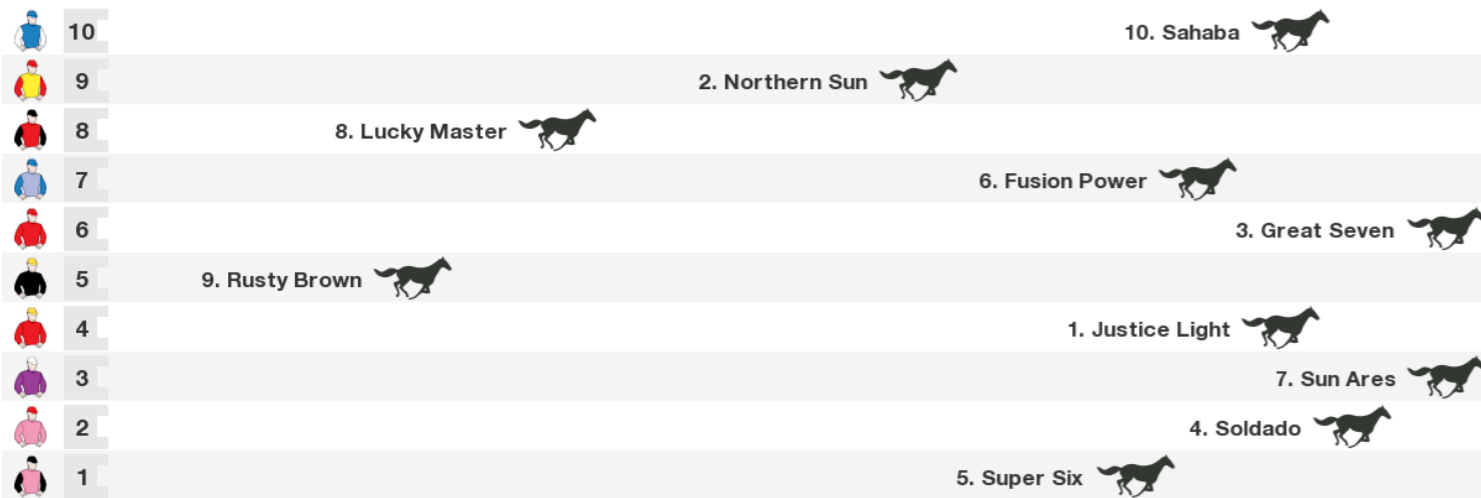 10 10. Sahaba
9 2. Northern Sun
8 8. Lucky Master
7 6. Fusion Power
6 3. Great Seven
5 9. Rusty Brown
4 1. Justice Light
3 7. Sun Ares
2 4. Soldado
1 5. Super Six